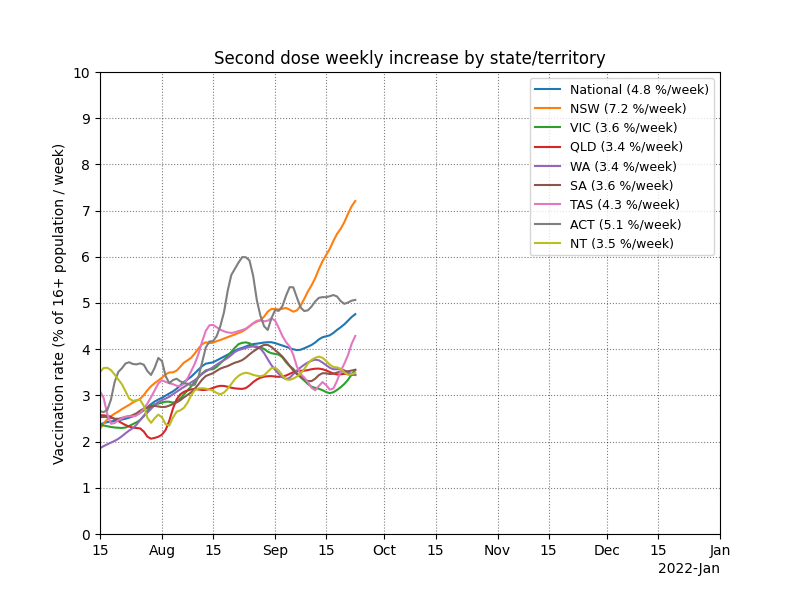 Second dose weekly increase by state/territory
Vaccination rate (% of 16+ population / week)
10
9
8
7
6
5
4
3
2
1
0
National (4.8 %/week)
NSW (7.2 %/week)
VIC (3.6 %/week)
QLD (3.4 %/week)
WA (3.4 %/week)
SA (3.6 %/week)
TAS (4.3 %/week)
ACT (5.1 %/week)
NT (3.5 %/week)
15 Aug 15 Sep 15 Oct 15 Nov 15 Dec 15 Jan
2022-Jan